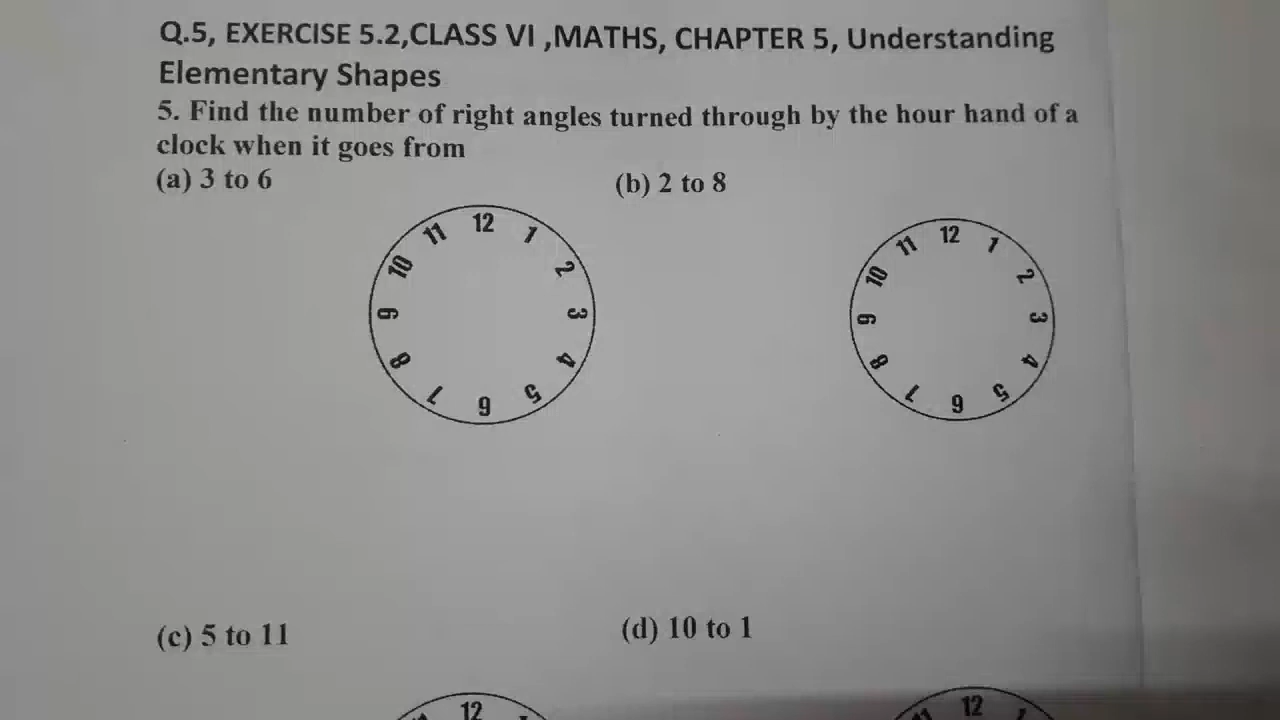 Q.5, EXERCISE 5.2,CLASS VI ,MATHS, CHAPTER 5, Understanding
Elementary Shapes
5. Find the number of right angles turned through by the hour hand of a
clock when it goes from
(a) 3 to 6 (b) 2 to 8
12 1 2 3 4 5 6 7 8 9 10 11
12 1 2 3 4 5 6 7 8 9 10 11
(c) 5 to 11 (d) 10 to 1
12
11 12 1